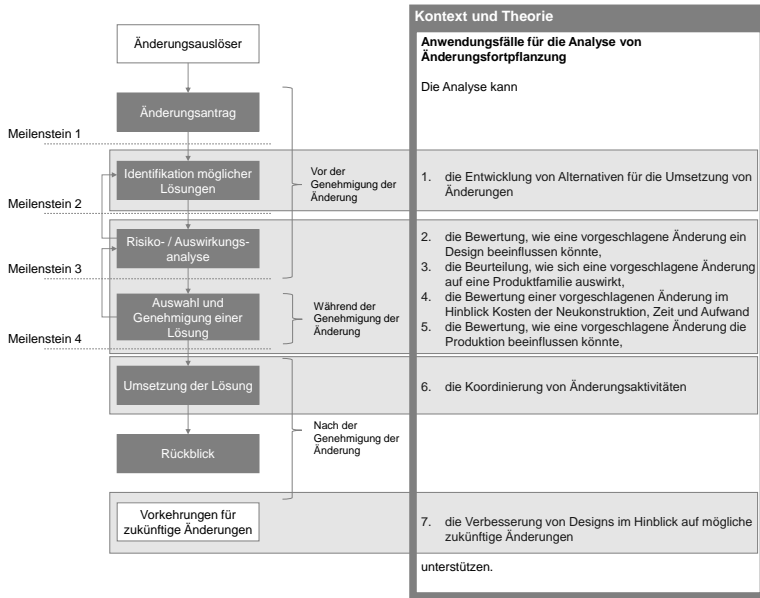 Änderungsauslöser
Änderungsantrag
Meilenstein 1
Identifikation möglicher
Lösungen
Meilenstein 2
Risiko- / Auswirkungs-
analyse
Meilenstein 3
Auswahl und
Genehmigung einer
Lösung
Meilenstein 4
Umsetzung der Lösung
Rückblick
Vorkehrungen für
zukünftige Änderungen
Vor der
Genehmigung der
Änderung
Während der
Genehmigung der
Änderung
Nach der
Genehmigung der
Änderung
Kontext und Theorie
Anwendungsfälle für die Analyse von
Änderungsfortpflanzung
Die Analyse kann
1. die Entwicklung von Alternativen für die Umsetzung von
Änderungen
2. die Bewertung, wie eine vorgeschlagene Änderung ein
Design beeinflussen könnte,
3. die Beurteilung, wie sich eine vorgeschlagene Änderung
auf eine Produktfamilie auswirkt,
4. die Bewertung einer vorgeschlagenen Änderung im
Hinblick Kosten der Neukonstruktion, Zeit und Aufwand
5. die Bewertung, wie eine vorgeschlagene Änderung die
Produktion beeinflussen könnte,
6. die Koordinierung von Änderungsaktivitäten
7. die Verbesserung von Designs im Hinblick auf mögliche
zukünftige Änderungen
unterstützen.